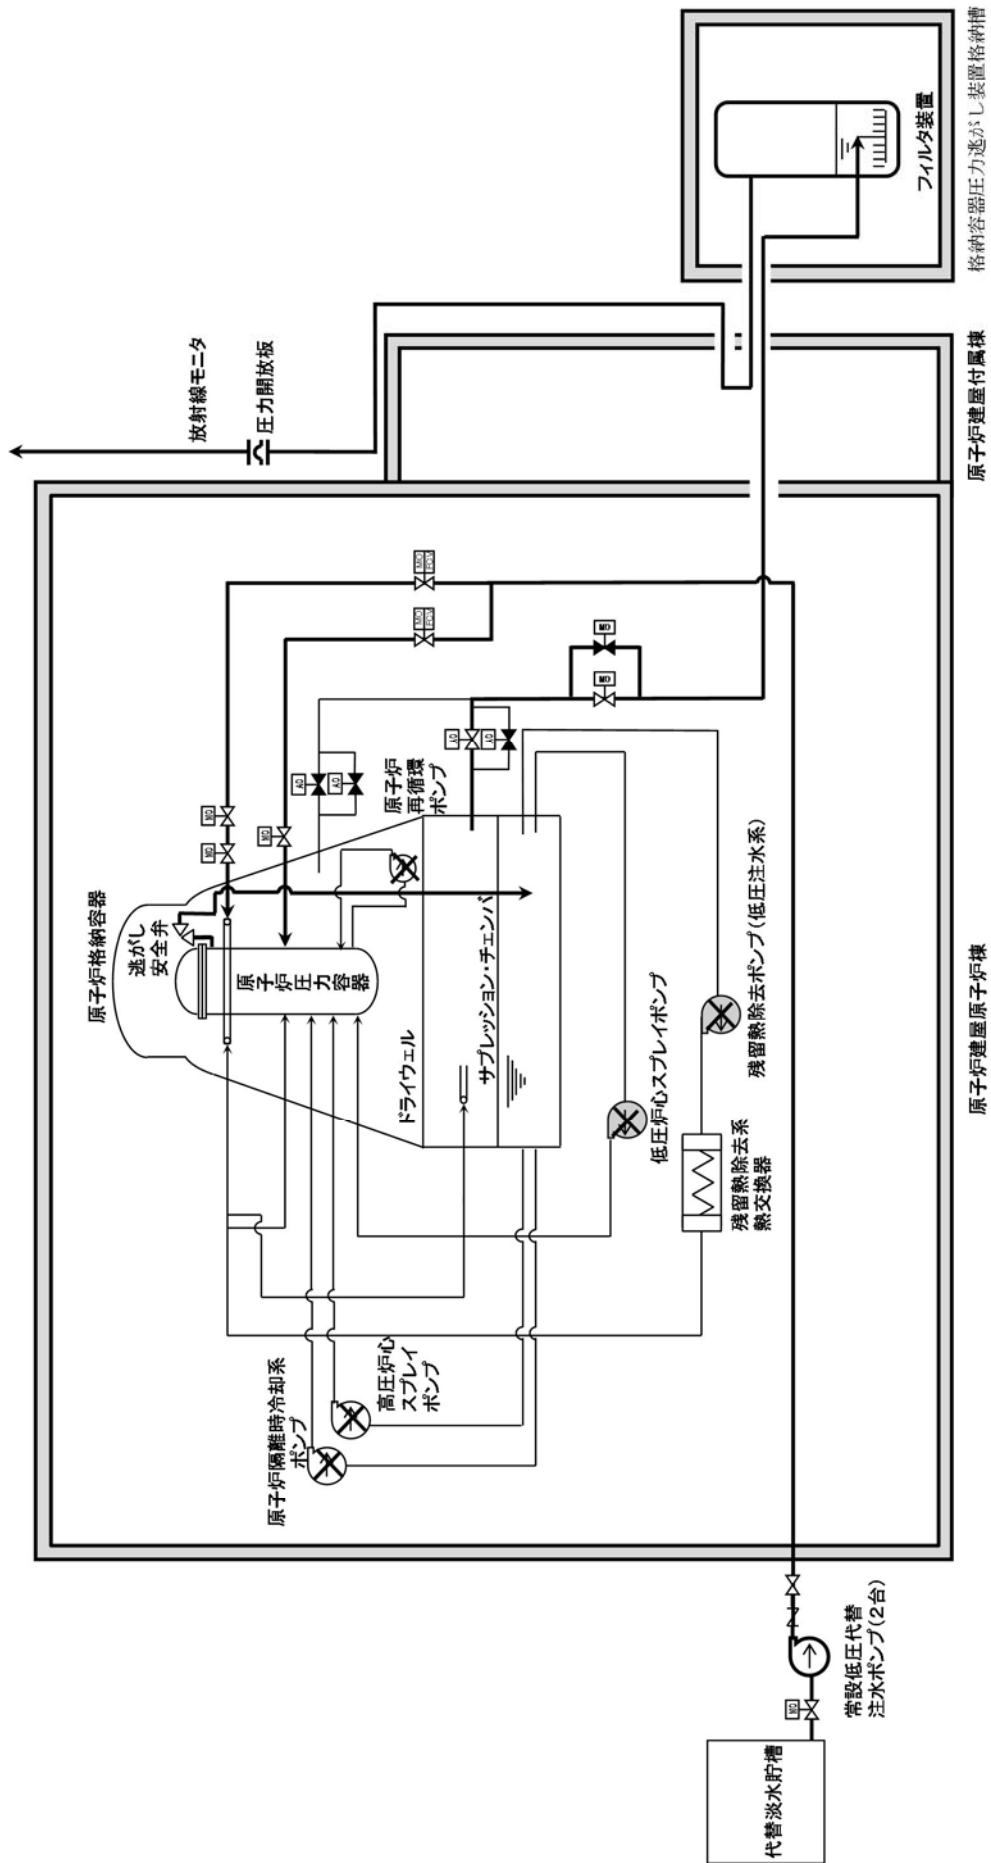 原子炉格納容器
逃がし
安全弁
原子炉
圧力容器
原子炉
再循環
ポンプ
ドライウェル
サプレッション・チェンバ
原子炉隔離時冷却系
ポンプ
高圧炉心
スプレイ
ポンプ
低圧炉心スプレイポンプ
残留熱除去系
熱交換器
残留熱除去ポンプ(低圧注水系)
代替淡水貯槽
常設低圧代替
注水ポンプ(2台)
放射線モニタ
圧力開放板
フィルタ装置
格納容器圧力逃がし装置格納槽
原子炉建屋付属棟
原子炉建屋原子炉棟
MO
MO
MO
MO
MO
MO
MO
MO
AO
AO